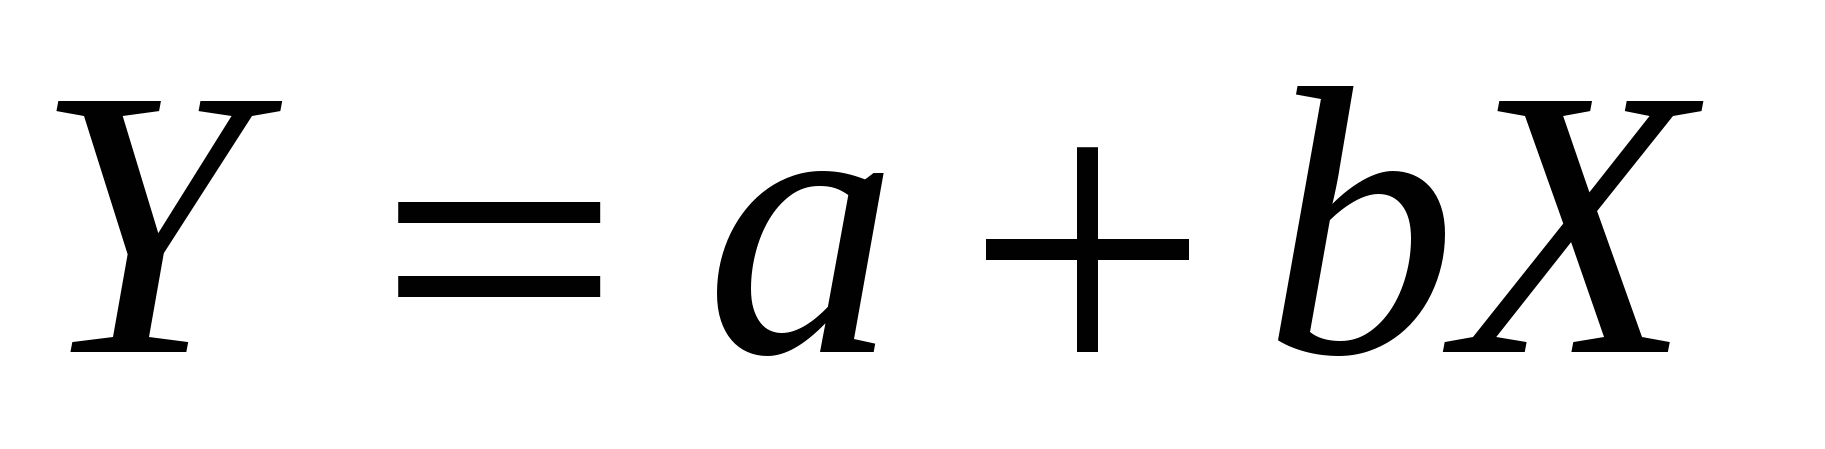 Y = a + bX